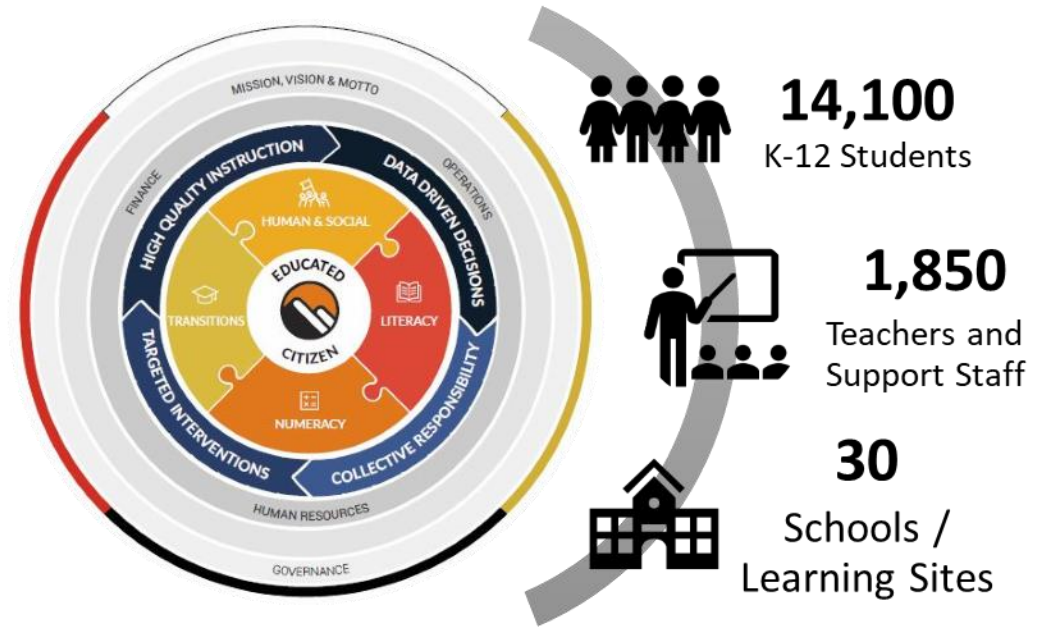 MISSION, VISION & MOTTO
FINANCE
OPERATIONS
HIGH QUALITY INSTRUCTION
DATA DRIVEN DECISIONS
HUMAN & SOCIAL
EDUCATED
CITIZEN
TRANSITIONS
LITERACY
NUMERACY
TARGETED INTERVENTIONS
COLLECTIVE RESPONSIBILITY
HUMAN RESOURCES
GOVERNANCE
14,100
K-12 Students
1,850
Teachers and
Support Staff
30
Schools /
Learning Sites